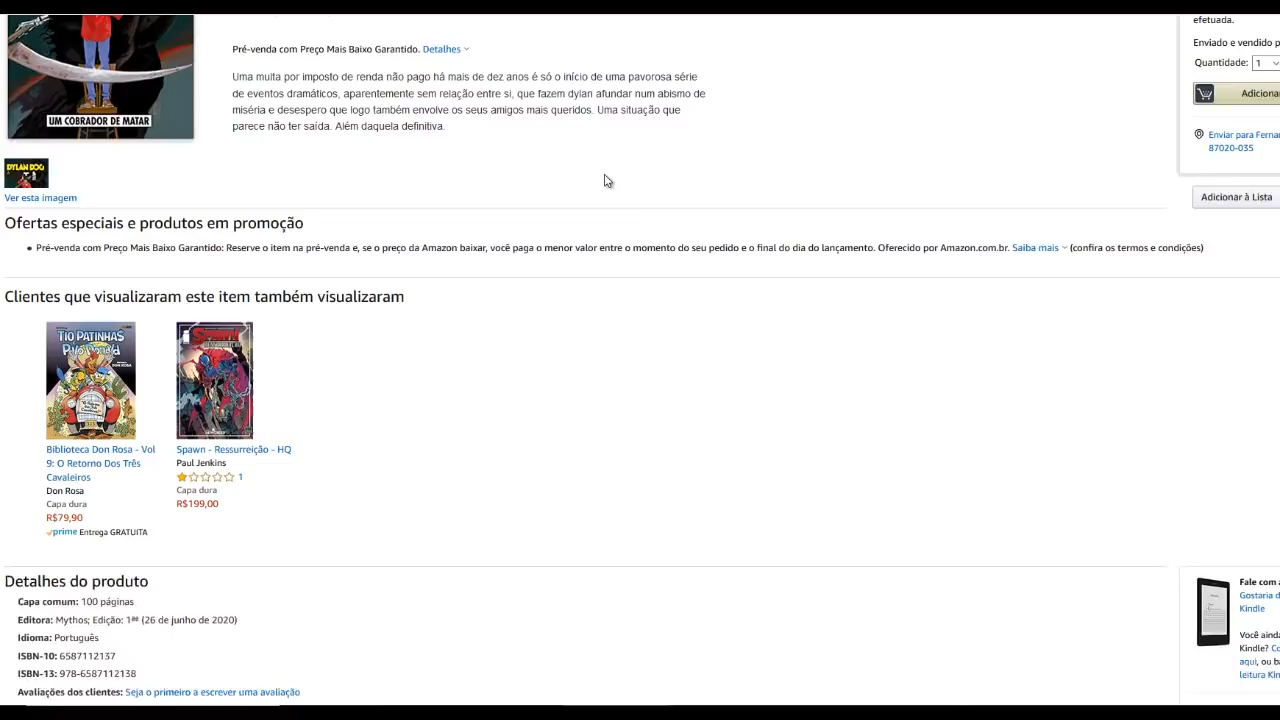 efetuada.
Pré-venda com Preço Mais Baixo Garantido. Detalhes
Enviado e vendido p
Quantidade: 1
Uma multa por imposto de renda não pago há mais de dez anos é só o início de uma pavorosa série
de eventos dramáticos, aparentemente sem relação entre si, que fazem dylan afundar num abismo de
miséria e desespero que logo também envolve os seus amigos mais queridos. Uma situação que
parece não ter saída. Além daquela definitiva.
UM COBRADOR DE MATAR
Adiciona
Enviar para Ferna
87020-035
DYLAN DOG
Ver esta imagem
Adicionar à Lista
Ofertas especiais e produtos em promoção
Pré-venda com Preço Mais Baixo Garantido: Reserve o item na pré-venda e, se o preço da Amazon baixar, você paga o menor valor entre o momento do seu pedido e o final do dia do lançamento. Oferecido por Amazon.com.br. Saiba mais (confira os termos e condições)
Clientes que visualizaram este item também visualizaram
TIO PATINHAS
Pato Donald
DON ROSA
SPAWN
Biblioteca Don Rosa - Vol
9: O Retorno Dos Três
Cavaleiros
Don Rosa
Capa dura
R$79,90
prime Entrega GRATUITA
Spawn - Ressurreição - HQ
Paul Jenkins
1
Capa dura
R$199,00
Detalhes do produto
Capa comum: 100 páginas
Editora: Mythos; Edição: 1ª (26 de junho de 2020)
Idioma: Português
ISBN-10: 6587112137
ISBN-13: 978-6587112138
Avaliações dos clientes: Seja o primeiro a escrever uma avaliação
Fale com a
Gostaria d
Kindle
Você ainda
Kindle? Co
aqui, ou ba
leitura Kin